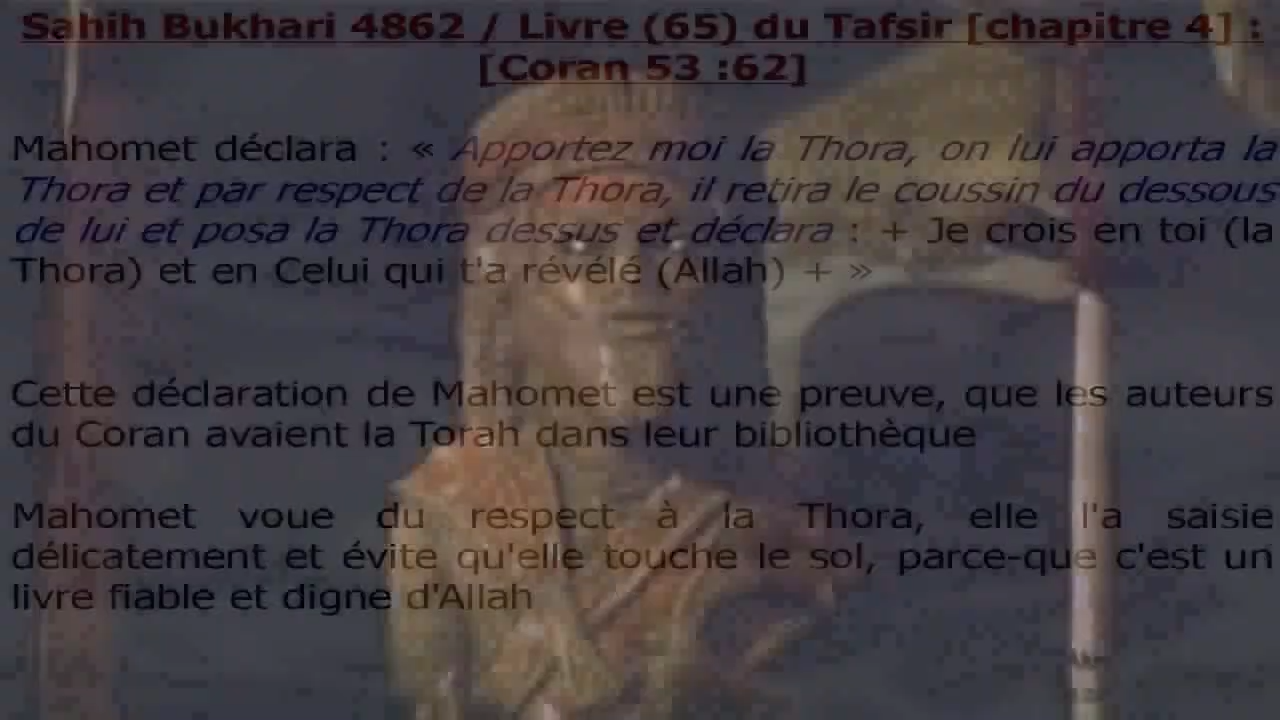 Sahih Bukhari 4862 / Livre (65) du Tafsir [chapitre 4] :
[Coran 53 :62]
Mahomet déclara : « Apportez moi la Thora, on lui apporta la
Thora et par respect de la Thora, il retira le coussin du dessous
de lui et posa la Thora dessus et déclara : + Je crois en toi (la
Thora) et en Celui qui t'a révélé (Allah) + »
Cette déclaration de Mahomet est une preuve, que les auteurs
du Coran avaient la Torah dans leur bibliothèque
Mahomet voue du respect à la Thora, elle l'a saisie
délicatement et évite qu'elle touche le sol, parce-que c'est un
livre fiable et digne d'Allah